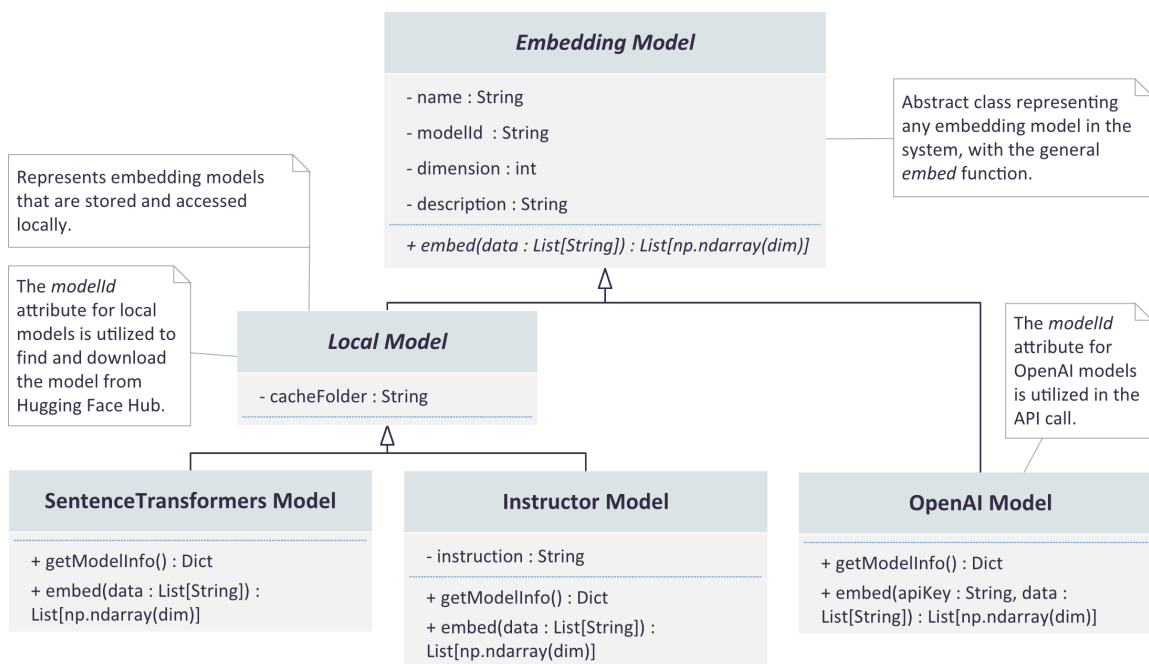 Embedding Model
- name : String
- modelId : String
- dimension : int
- description : String
+ embed(data : List[String]) : List[np.ndarray(dim)]
Abstract class representing
any embedding model in the
system, with the general
embed function.
Represents embedding models
that are stored and accessed
locally.
The modelId
attribute for local
models is utilized to
find and download
the model from
Hugging Face Hub.
Local Model
- cacheFolder : String
The modelId
attribute for
OpenAI models
is utilized in the
API call.
SentenceTransformers Model
+ getModelInfo() : Dict
+ embed(data : List[String]) :
List[np.ndarray(dim)]
Instructor Model
- instruction : String
+ getModelInfo() : Dict
+ embed(data : List[String]) :
List[np.ndarray(dim)]
OpenAI Model
+ getModelInfo() : Dict
+ embed(apiKey : String, data :
List[String]) : List[np.ndarray(dim)]